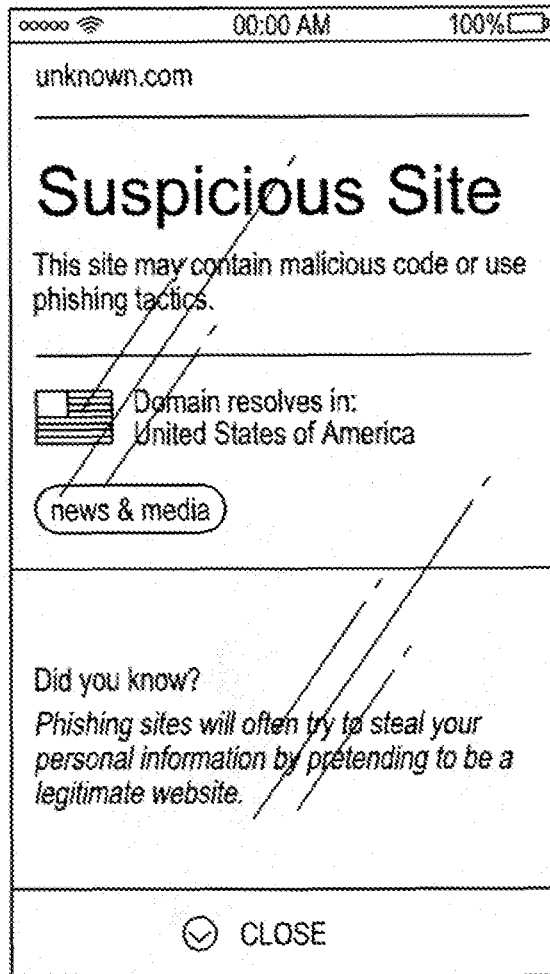 00:00 AM 100%
unknown.com
Suspicious Site
This site may contain malicious code or use
phishing tactics.
Domain resolves in:
United States of America
news & media
Did you know?
Phishing sites will often try to steal your
personal information by pretending to be a
legitimate website.
CLOSE